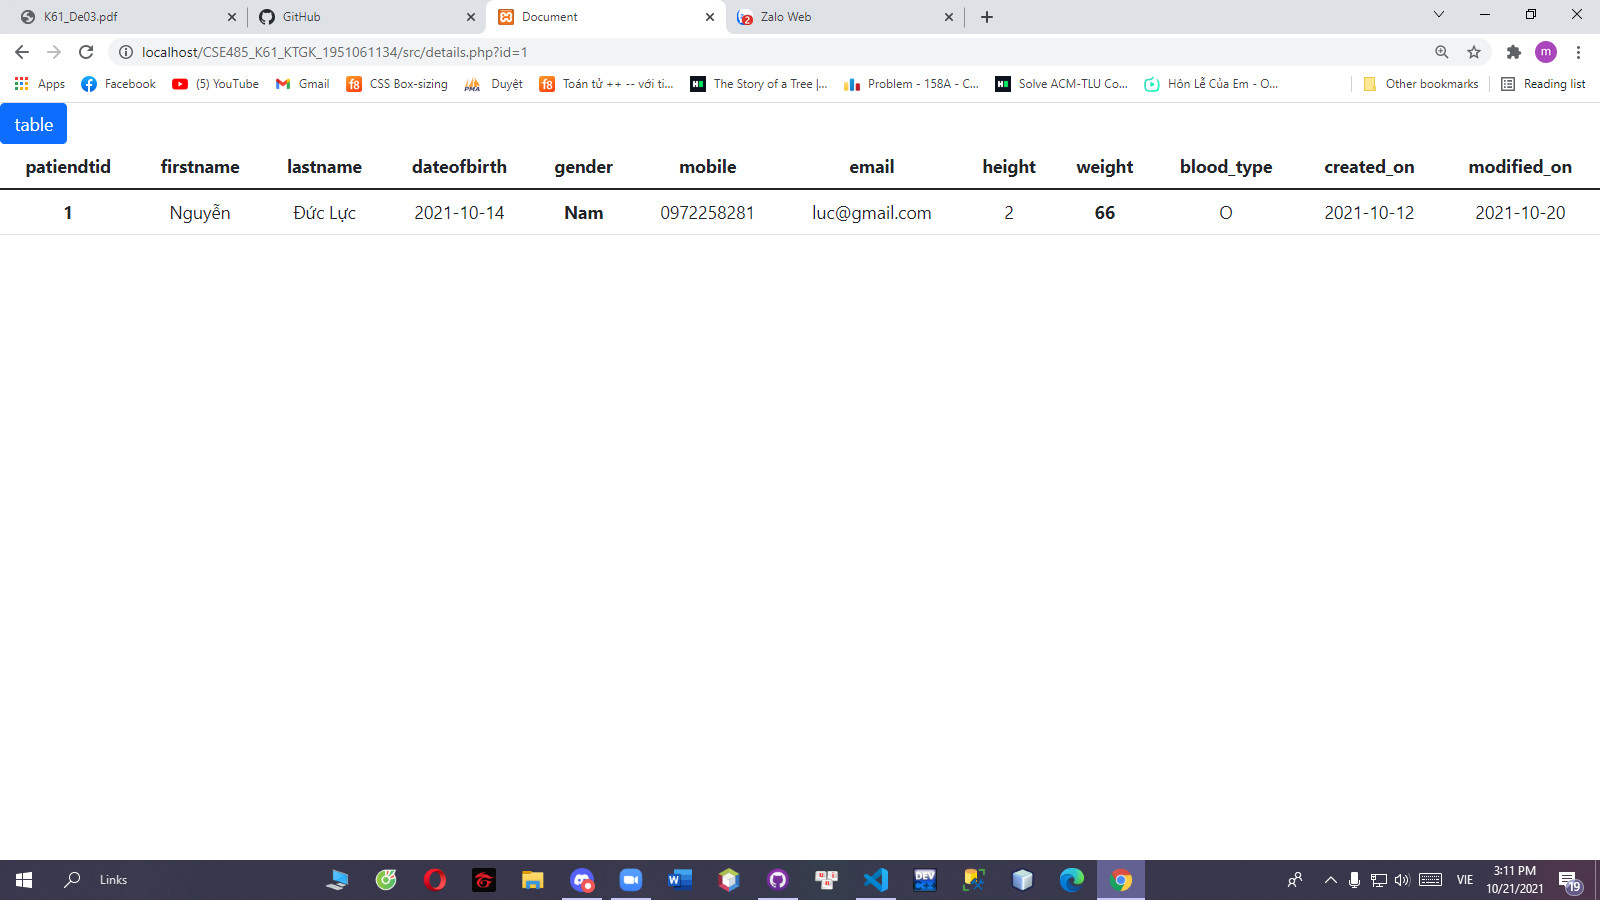 K61_De03.pdf GitHub Document Zalo Web
localhost/CSE485_K61_KTGK_1951061134/src/details.php?id=1 m
Apps Facebook (5) YouTube Gmail CSS Box-sizing Duyệt Toán tử ++ -- với ti... The Story of a Tree |... Problem - 158A - C... Solve ACM-TLU Co... Hôn Lễ Của Em - O... Other bookmarks Reading list
table
patiendtid firstname lastname dateofbirth gender mobile email height weight blood_type created_on modified_on
1 Nguyễn Đức Lực 2021-10-14 Nam 0972258281 luc@gmail.com 2 66 O 2021-10-12 2021-10-20
Links VIE 3:11 PM
10/21/2021 19